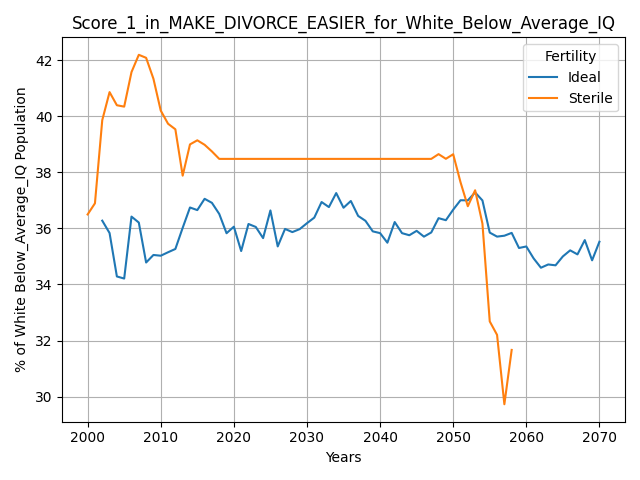 Score_1_in_MAKE_DIVORCE_EASIER_for_White_Below_Average_IQ
% of White Below_Average_IQ Population
42
40
38
36
34
32
30
Fertility
Ideal
Sterile
2000 2010 2020 2030 2040 2050 2060 2070
Years